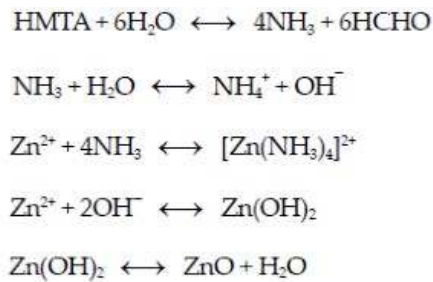 HMTA + 6H₂O ⟷ 4NH₃ + 6HCHO
NH₃ + H₂O ⟷ NH₄⁺ + OH⁻
Zn²⁺ + 4NH₃ ⟷ [Zn(NH₃)₄]²⁺
Zn²⁺ + 2OH⁻ ⟷ Zn(OH)₂
Zn(OH)₂ ⟷ ZnO + H₂O